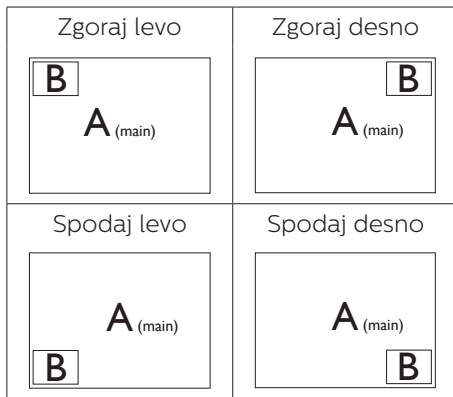 Zgoraj levo
B
A (main)
Zgoraj desno
B
A (main)
Spodaj levo
A (main)
B
Spodaj desno
A (main)
B